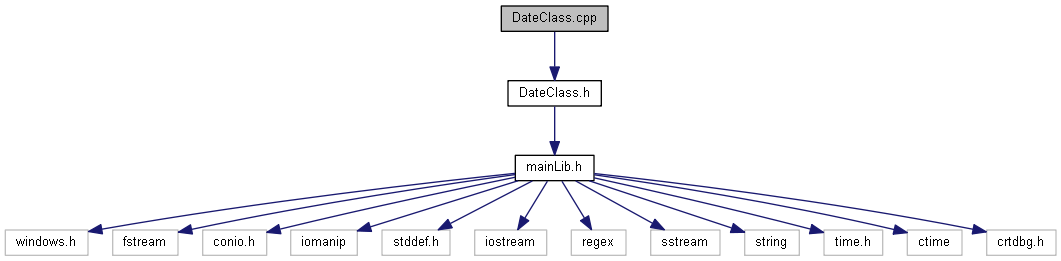 DateClass.cpp
DateClass.h
mainLib.h
windows.h
fstream
conio.h
iomanip
stddef.h
iostream
regex
sstream
string
time.h
ctime
crtdbg.h